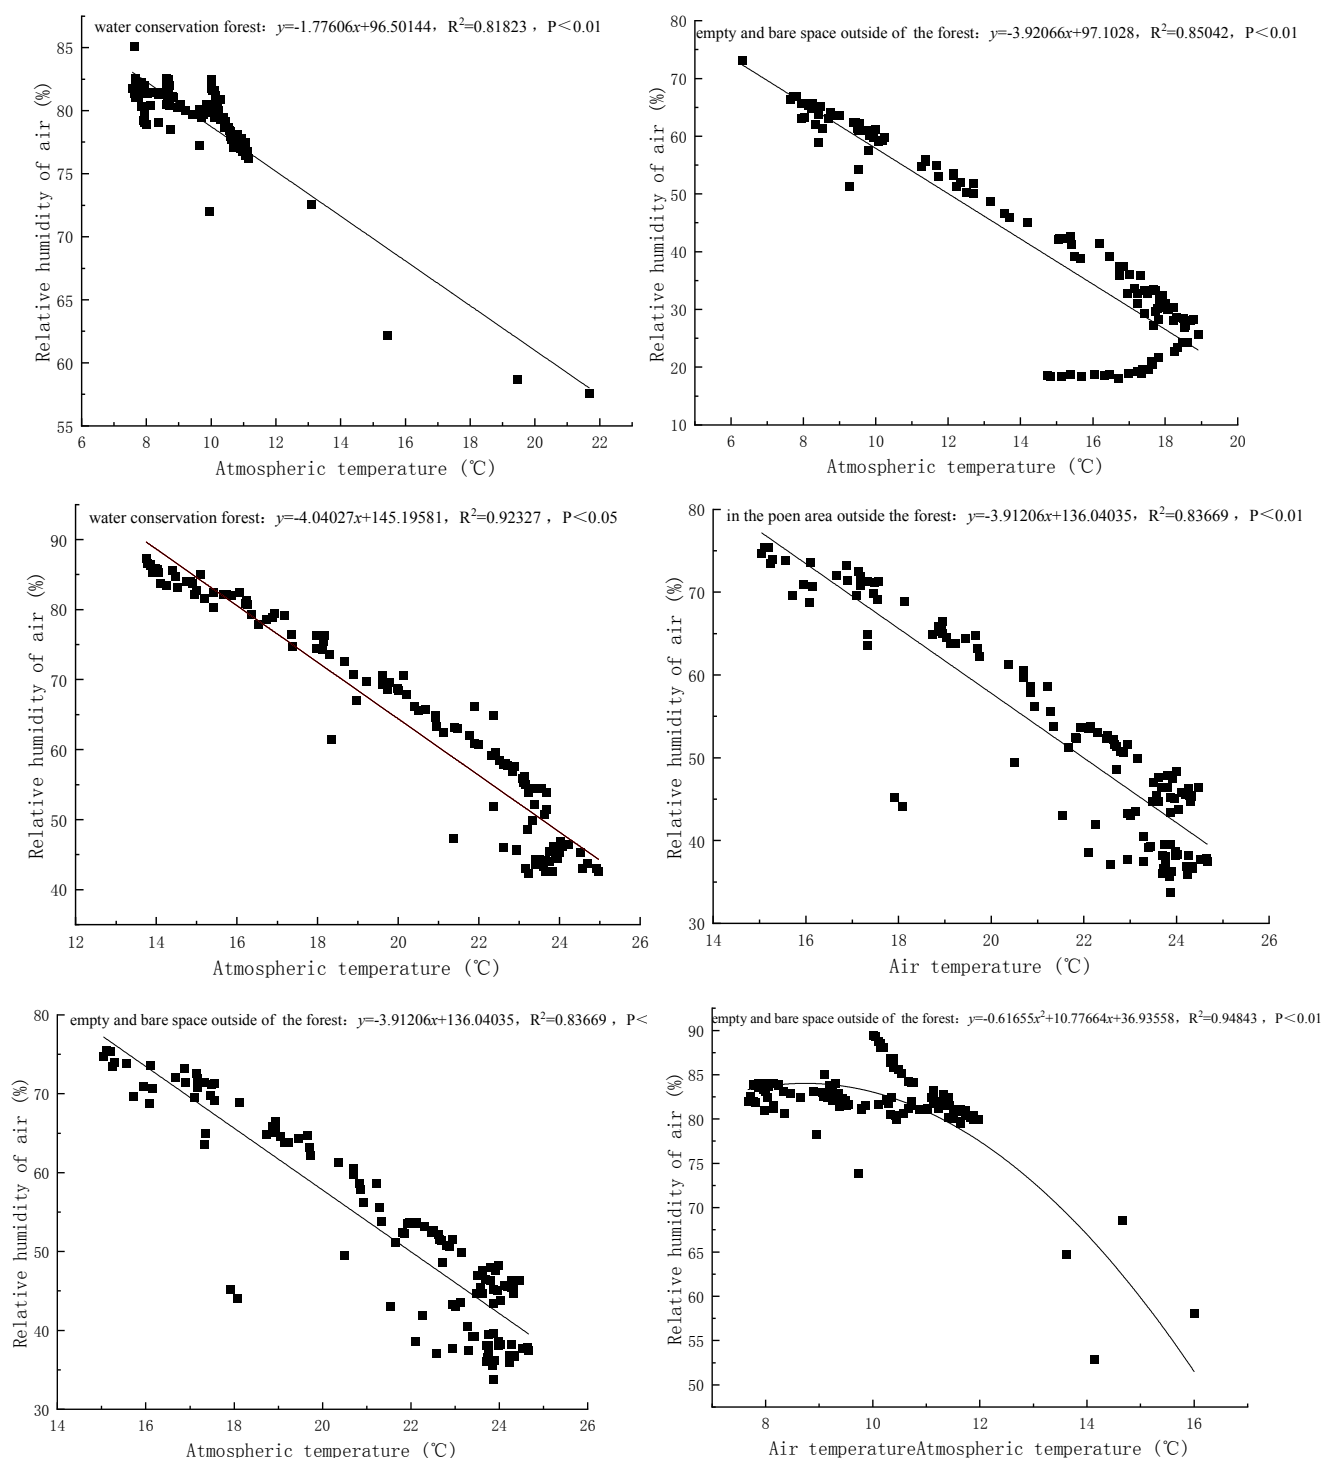 water conservation forest：y=-1.77606x+96.50144，R²=0.81823，P＜0.01
85
80
75
70
65
60
55
6 8 10 12 14 16 18 20 22
Relative humidity of air (%)
Atmospheric temperature (℃)
empty and bare space outside of the forest：y=-3.92066x+97.1028，R²=0.85042，P＜0.01
80
70
60
50
40
30
20
10
6 8 10 12 14 16 18 20
Relative humidity of air (%)
Atmospheric temperature (℃)
water conservation forest：y=-4.04027x+145.19581，R²=0.92327，P＜0.05
90
80
70
60
50
40
12 14 16 18 20 22 24 26
Relative humidity of air (%)
Atmospheric temperature (℃)
in the poen area outside the forest：y=-3.91206x+136.04035，R²=0.83669，P＜0.01
80
70
60
50
40
30
14 16 18 20 22 24 26
Relative humidity of air (%)
Air temperature (℃)
empty and bare space outside of the forest：y=-3.91206x+136.04035，R²=0.83669，P＜
80
70
60
50
40
30
14 16 18 20 22 24 26
Relative humidity of air (%)
Atmospheric temperature (℃)
empty and bare space outside of the forest：y=-0.61655x²+10.77664x+36.93558，R²=0.94843，P＜0.01
90
85
80
75
70
65
60
55
50
8 10 12 14 16
Relative humidity of air (%)
Air temperatureAtmospheric temperature (℃)